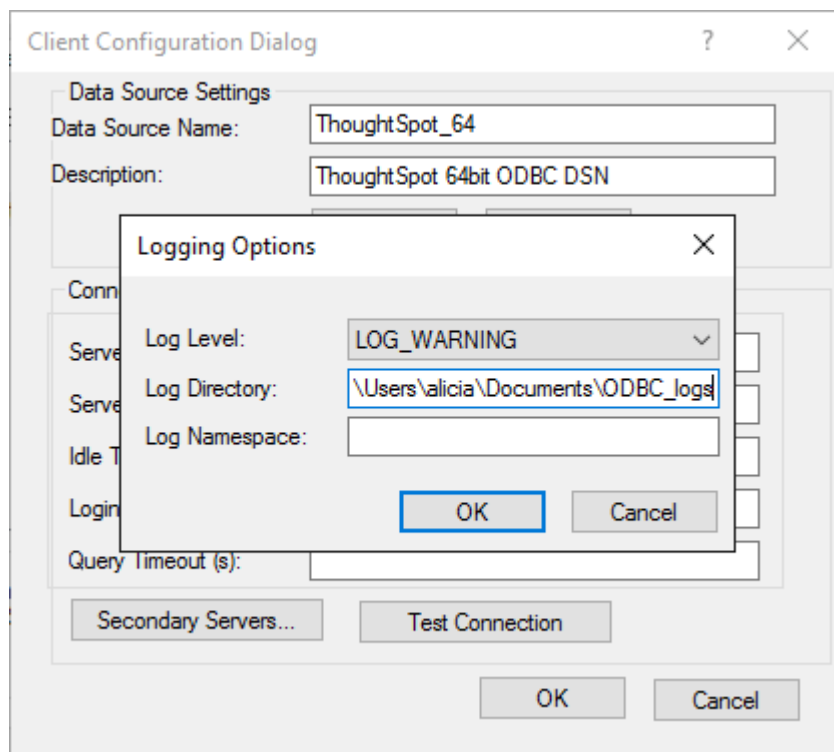 Client Configuration Dialog
Data Source Settings
Data Source Name: ThoughtSpot_64
Description: ThoughtSpot 64bit ODBC DSN
Logging Options
Log Level: LOG_WARNING
Log Directory: \Users\alicia\Documents\ODBC_logs
Log Namespace:
OK Cancel
Query Timeout (s):
Secondary Servers... Test Connection
OK Cancel